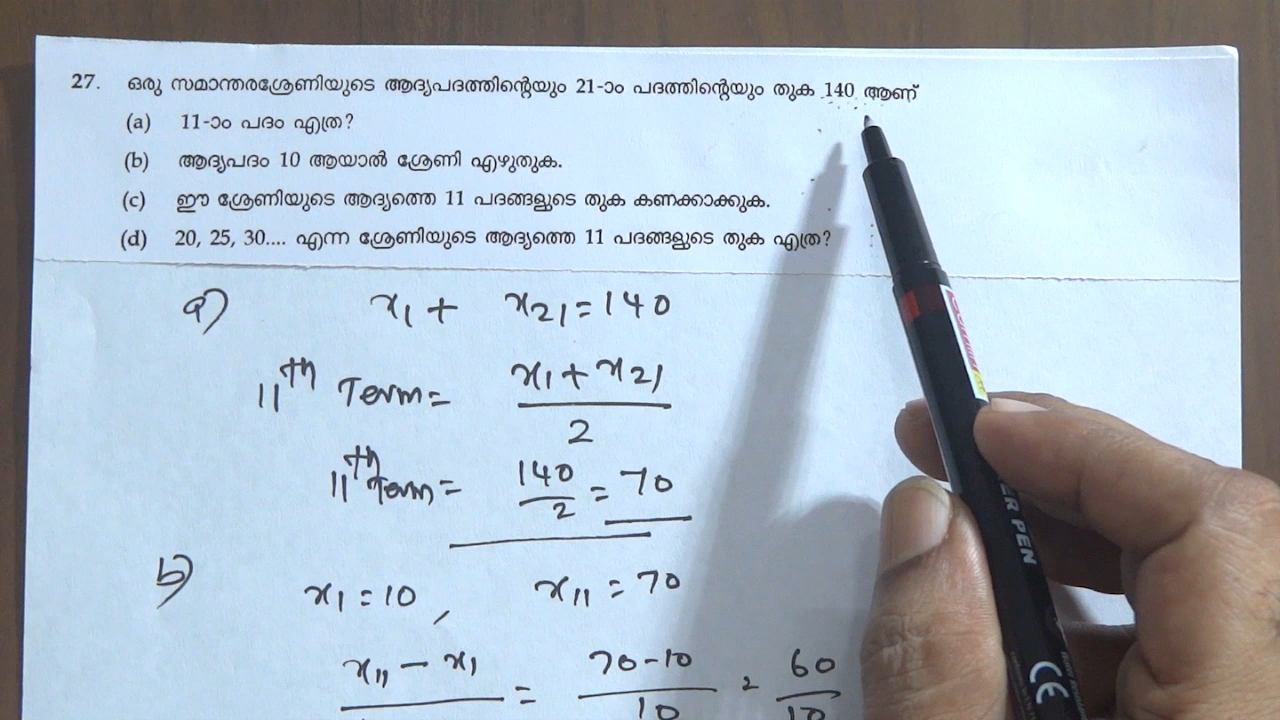 27. ഒരു സമാന്തരശ്രേണിയുടെ ആദ്യപദത്തിന്റെയും 21-ാം പദത്തിന്റെയും തുക 140 ആണ്
(a) 11-ാം പദം എത്ര?
(b) ആദ്യപദം 10 ആയാൽ ശ്രേണി എഴുതുക.
(c) ഈ ശ്രേണിയുടെ ആദ്യത്തെ 11 പദങ്ങളുടെ തുക കണക്കാക്കുക.
(d) 20, 25, 30.... എന്ന ശ്രേണിയുടെ ആദ്യത്തെ 11 പദങ്ങളുടെ തുക എത്ര?
a) x₁ + x₂₁ = 140
11th Term = x₁ + x₂₁ / 2
11th Term = 140/2 = 70
b) x₁ = 10, x₁₁ = 70
x₁₁ - x₁ = 70-10 / 10 = 60 / 10
ER PEN
CE